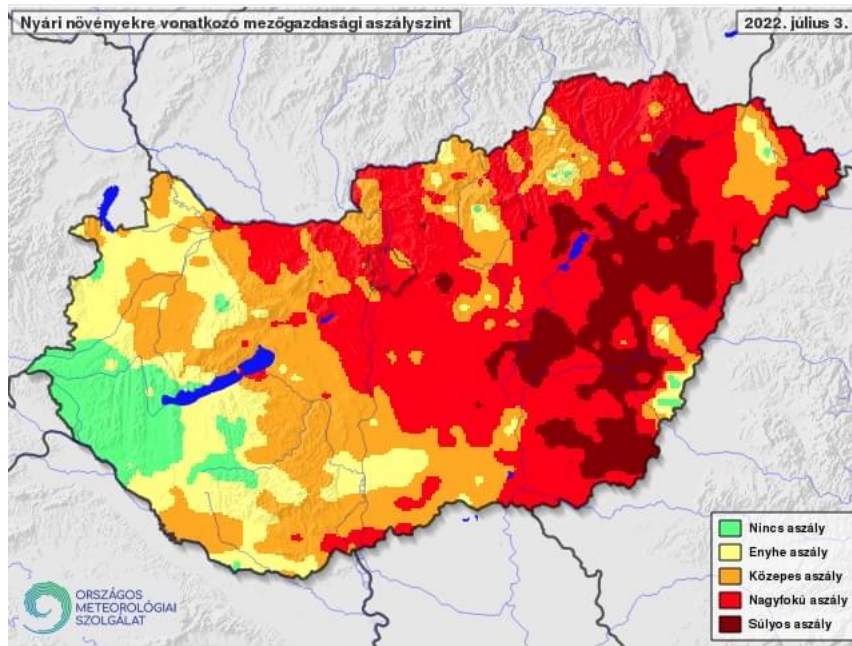 Nyári növényekre vonatkozó mezőgazdasági aszályszint
2022. július 3.
Nincs aszály
Enyhe aszály
Közepes aszály
Nagyfokú aszály
Súlyos aszály
ORSZÁGOS
METEOROLÓGIAI
SZOLGÁLAT